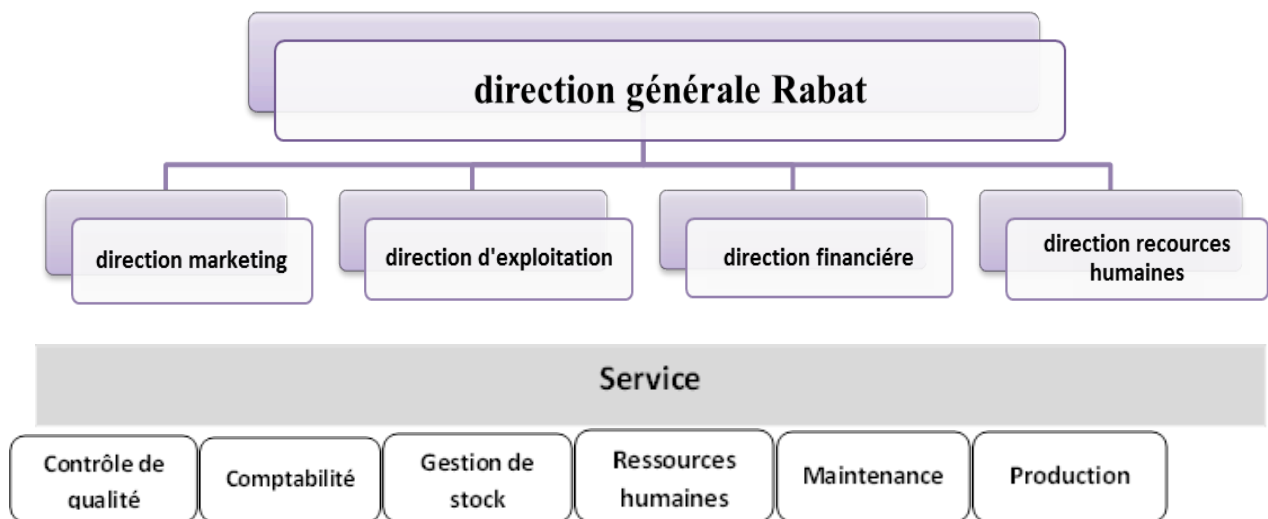 direction générale Rabat
direction marketing
direction d'exploitation
direction financiére
direction recources
humaines
Service
Contrôle de
qualité
Comptabilité
Gestion de
stock
Ressources
humaines
Maintenance
Production